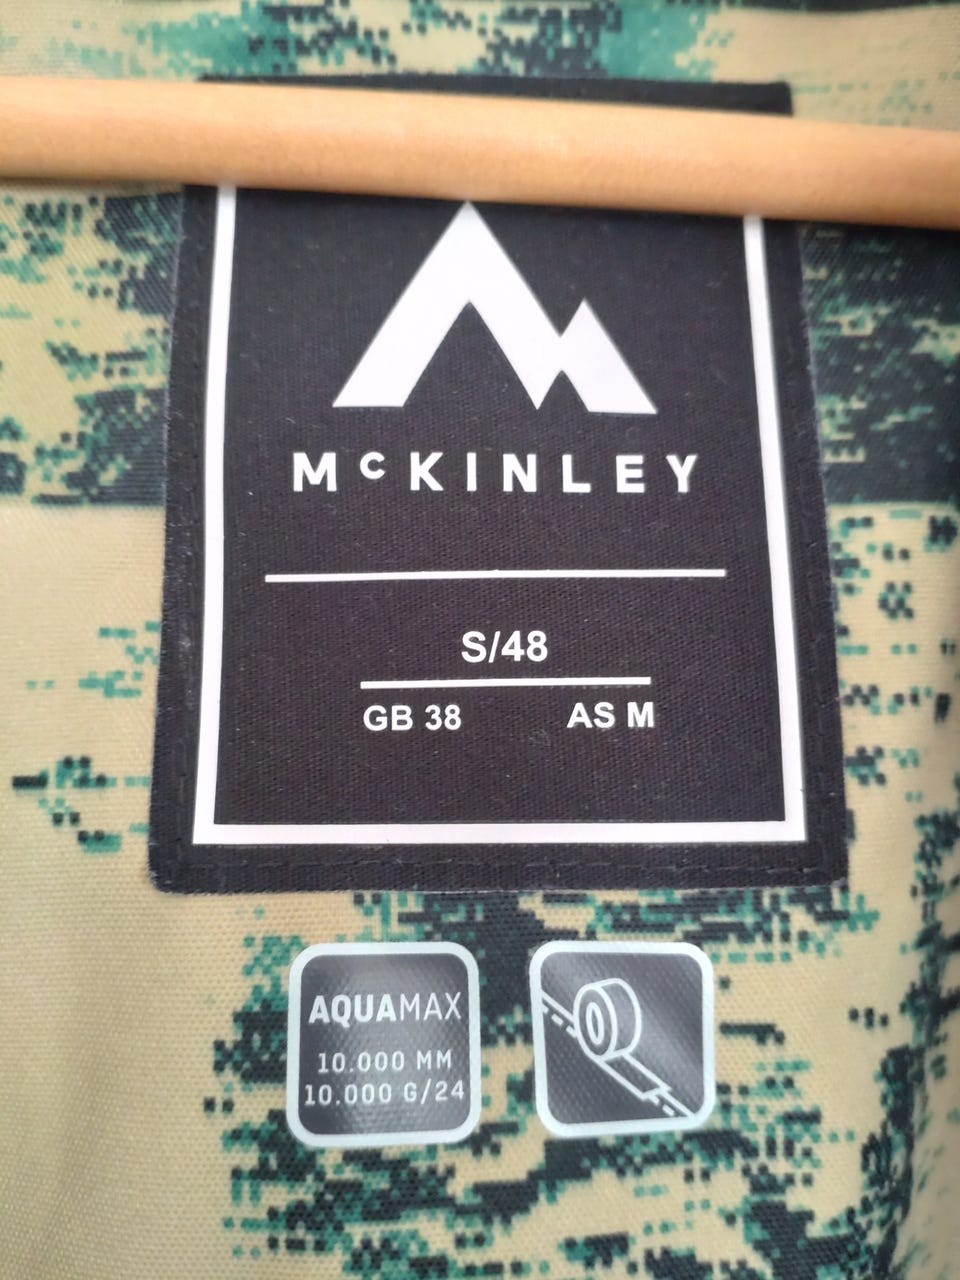 McKINLEY
S/48
GB 38 AS M
AQUAMAX
10.000 MM
10.000 G/24